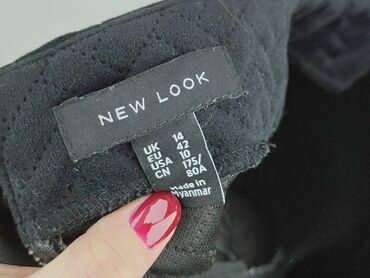 NEW LOOK
UK 14
EU 42
USA 10
CN 175/
80A
Made in
Myanmar